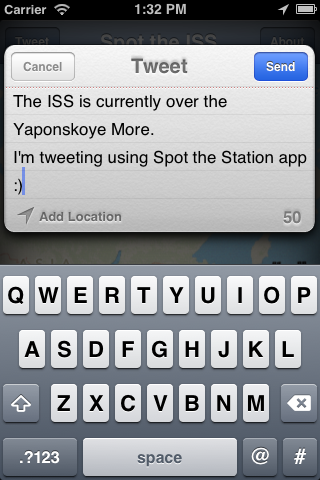 Carrier 1:32 PM
Tweet Spot the ISS About
Cancel Tweet Send
The ISS is currently over the
Yaponskoye More.
I'm tweeting using Spot the Station app
:)
Add Location 50
A S I A
Q W E R T Y U I O P
A S D F G H J K L
Z X C V B N M
.?123 space @ #